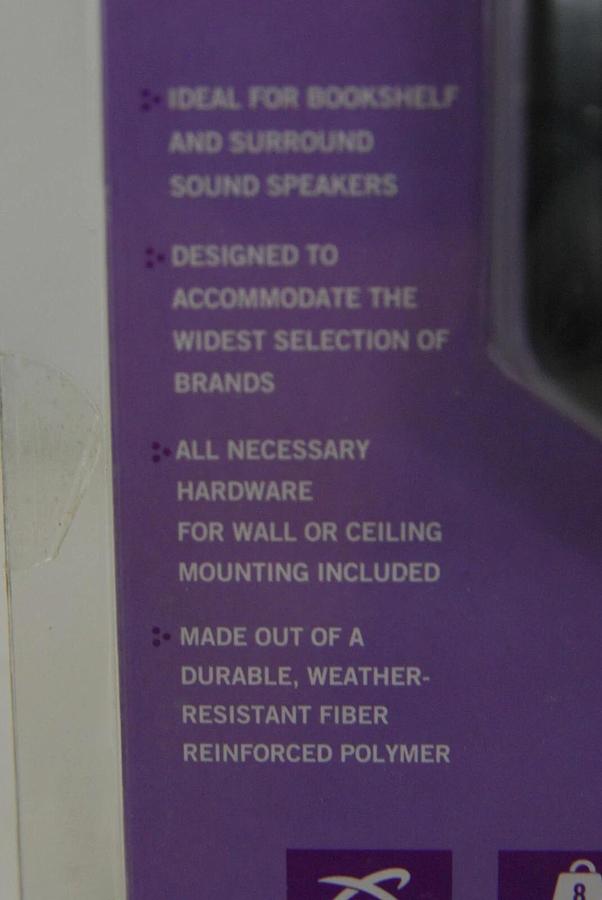 IDEAL FOR BOOKSHELF
AND SURROUND
SOUND SPEAKERS
DESIGNED TO
ACCOMMODATE THE
WIDEST SELECTION OF
BRANDS
ALL NECESSARY
HARDWARE
FOR WALL OR CEILING
MOUNTING INCLUDED
MADE OUT OF A
DURABLE, WEATHER-
RESISTANT FIBER
REINFORCED POLYMER
8